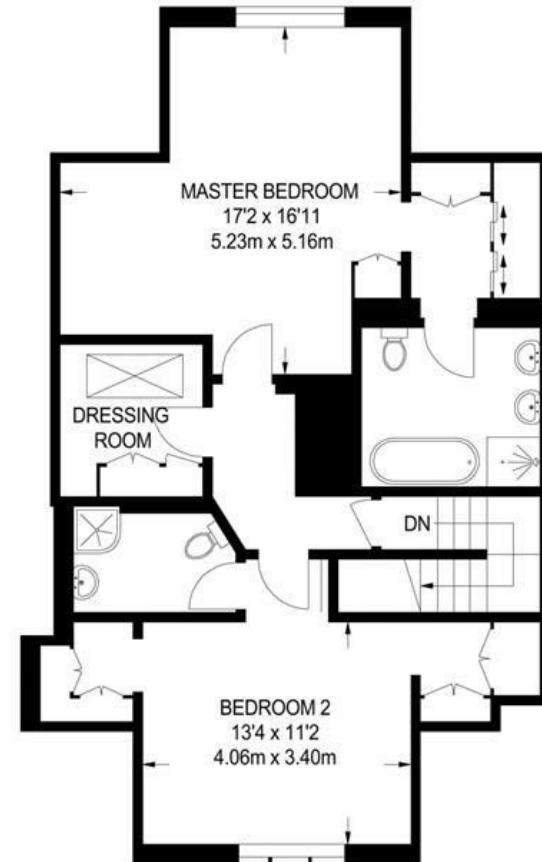 MASTER BEDROOM
17'2 x 16'11
5.23m x 5.16m
DRESSING
ROOM
DN
BEDROOM 2
13'4 x 11'2
4.06m x 3.40m